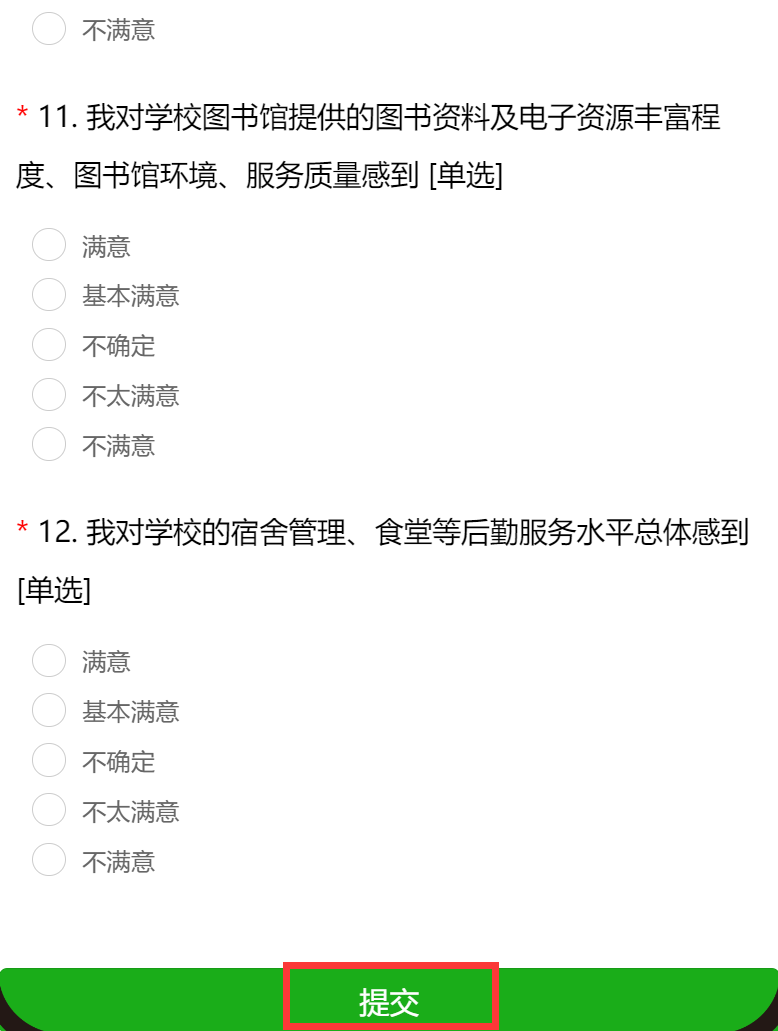 不满意
* 11. 我对学校图书馆提供的图书资料及电子资源丰富程
度、图书馆环境、服务质量感到 [单选]
满意
基本满意
不确定
不太满意
不满意
* 12. 我对学校的宿舍管理、食堂等后勤服务水平总体感到
[单选]
满意
基本满意
不确定
不太满意
不满意
提交